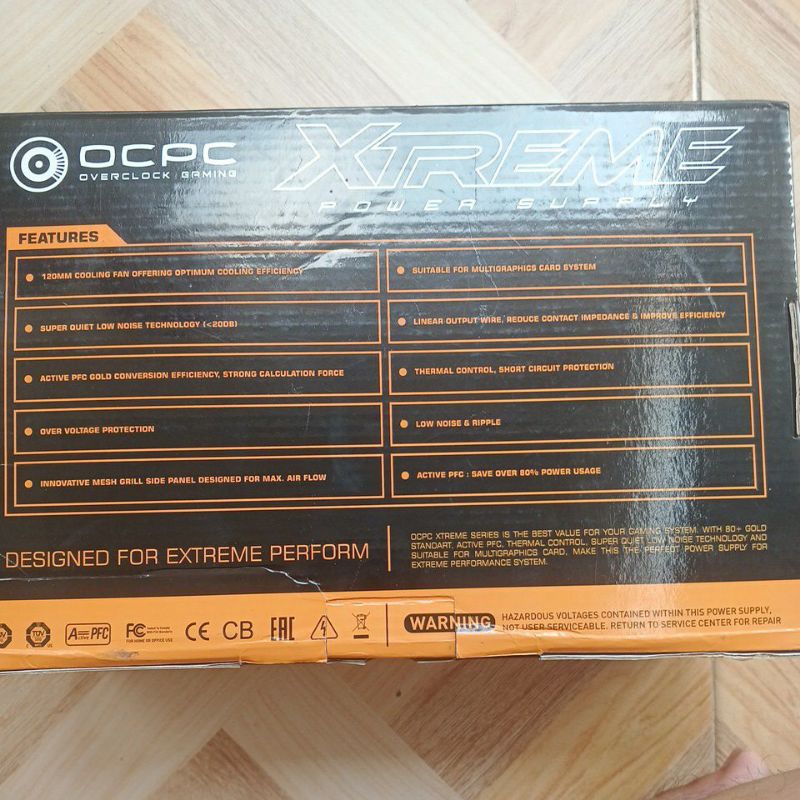 OCPC
OVERCLOCK GAMING
XTREME
POWER SUPPLY
FEATURES
120MM COOLING FAN OFFERING OPTIMUM COOLING EFFICIENCY
SUPER QUIET LOW NOISE TECHNOLOGY (<20DB)
ACTIVE PFC GOLD CONVERSION EFFICIENCY, STRONG CALCULATION FORCE
OVER VOLTAGE PROTECTION
INNOVATIVE MESH GRILL SIDE PANEL DESIGNED FOR MAX. AIR FLOW
SUITABLE FOR MULTIGRAPHICS CARD SYSTEM
LINEAR OUTPUT WIRE, REDUCE CONTACT IMPEDANCE & IMPROVE EFFICIENCY
THERMAL CONTROL, SHORT CIRCUIT PROTECTION
LOW NOISE & RIPPLE
ACTIVE PFC : SAVE OVER 80% POWER USAGE
DESIGNED FOR EXTREME PERFORM
OCPC XTREME SERIES IS THE BEST VALUE FOR YOUR GAMING SYSTEM. WITH 80+ GOLD
STANDART, ACTIVE PFC, THERMAL CONTROL, SUPER QUIET LOW NOISE TECHNOLOGY AND
SUITABLE FOR MULTIGRAPHICS CARD, MAKE THIS THE PERFECT POWER SUPPLY FOR
EXTREME PERFORMANCE SYSTEM.
TÜV
A PFC
FC
FOR HOME OR OFFICE USE
CE
CB
EAC
WARNING
HAZARDOUS VOLTAGES CONTAINED WITHIN THIS POWER SUPPLY,
NOT USER SERVICEABLE. RETURN TO SERVICE CENTER FOR REPAIR